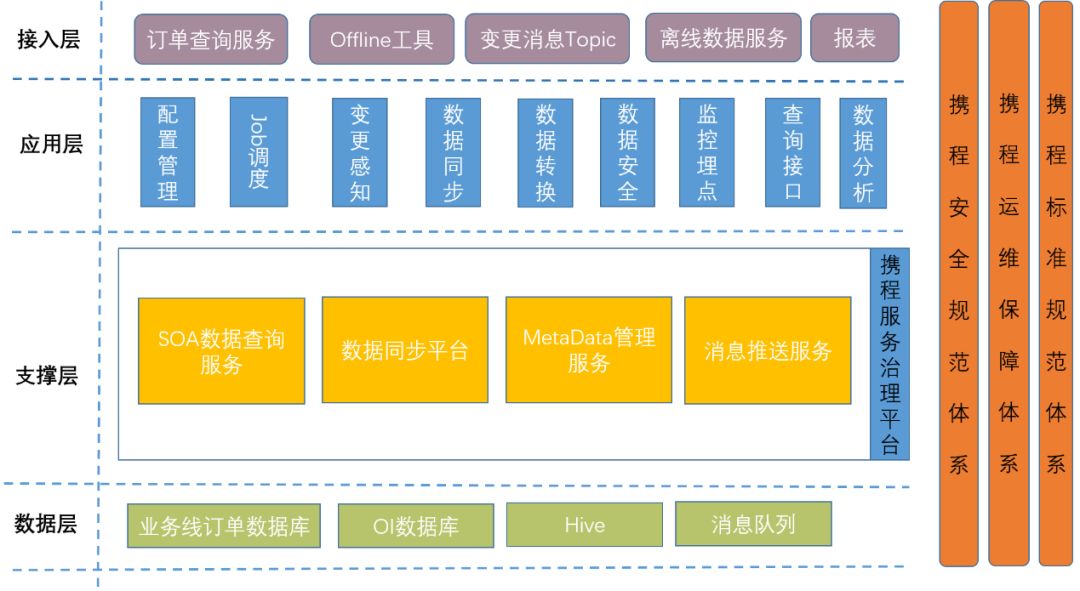 接入层
订单查询服务
Offline工具
变更消息Topic
离线数据服务
报表
应用层
配置管理
Job调度
变更感知
数据同步
数据转换
数据安全
监控埋点
查询接口
数据分析
支撑层
SOA数据查询
服务
数据同步平台
MetaData管理
服务
消息推送服务
携程服务治理平台
数据层
业务线订单数据库
OI数据库
Hive
消息队列
携程安全规范体系
携程运维保障体系
携程标准规范体系